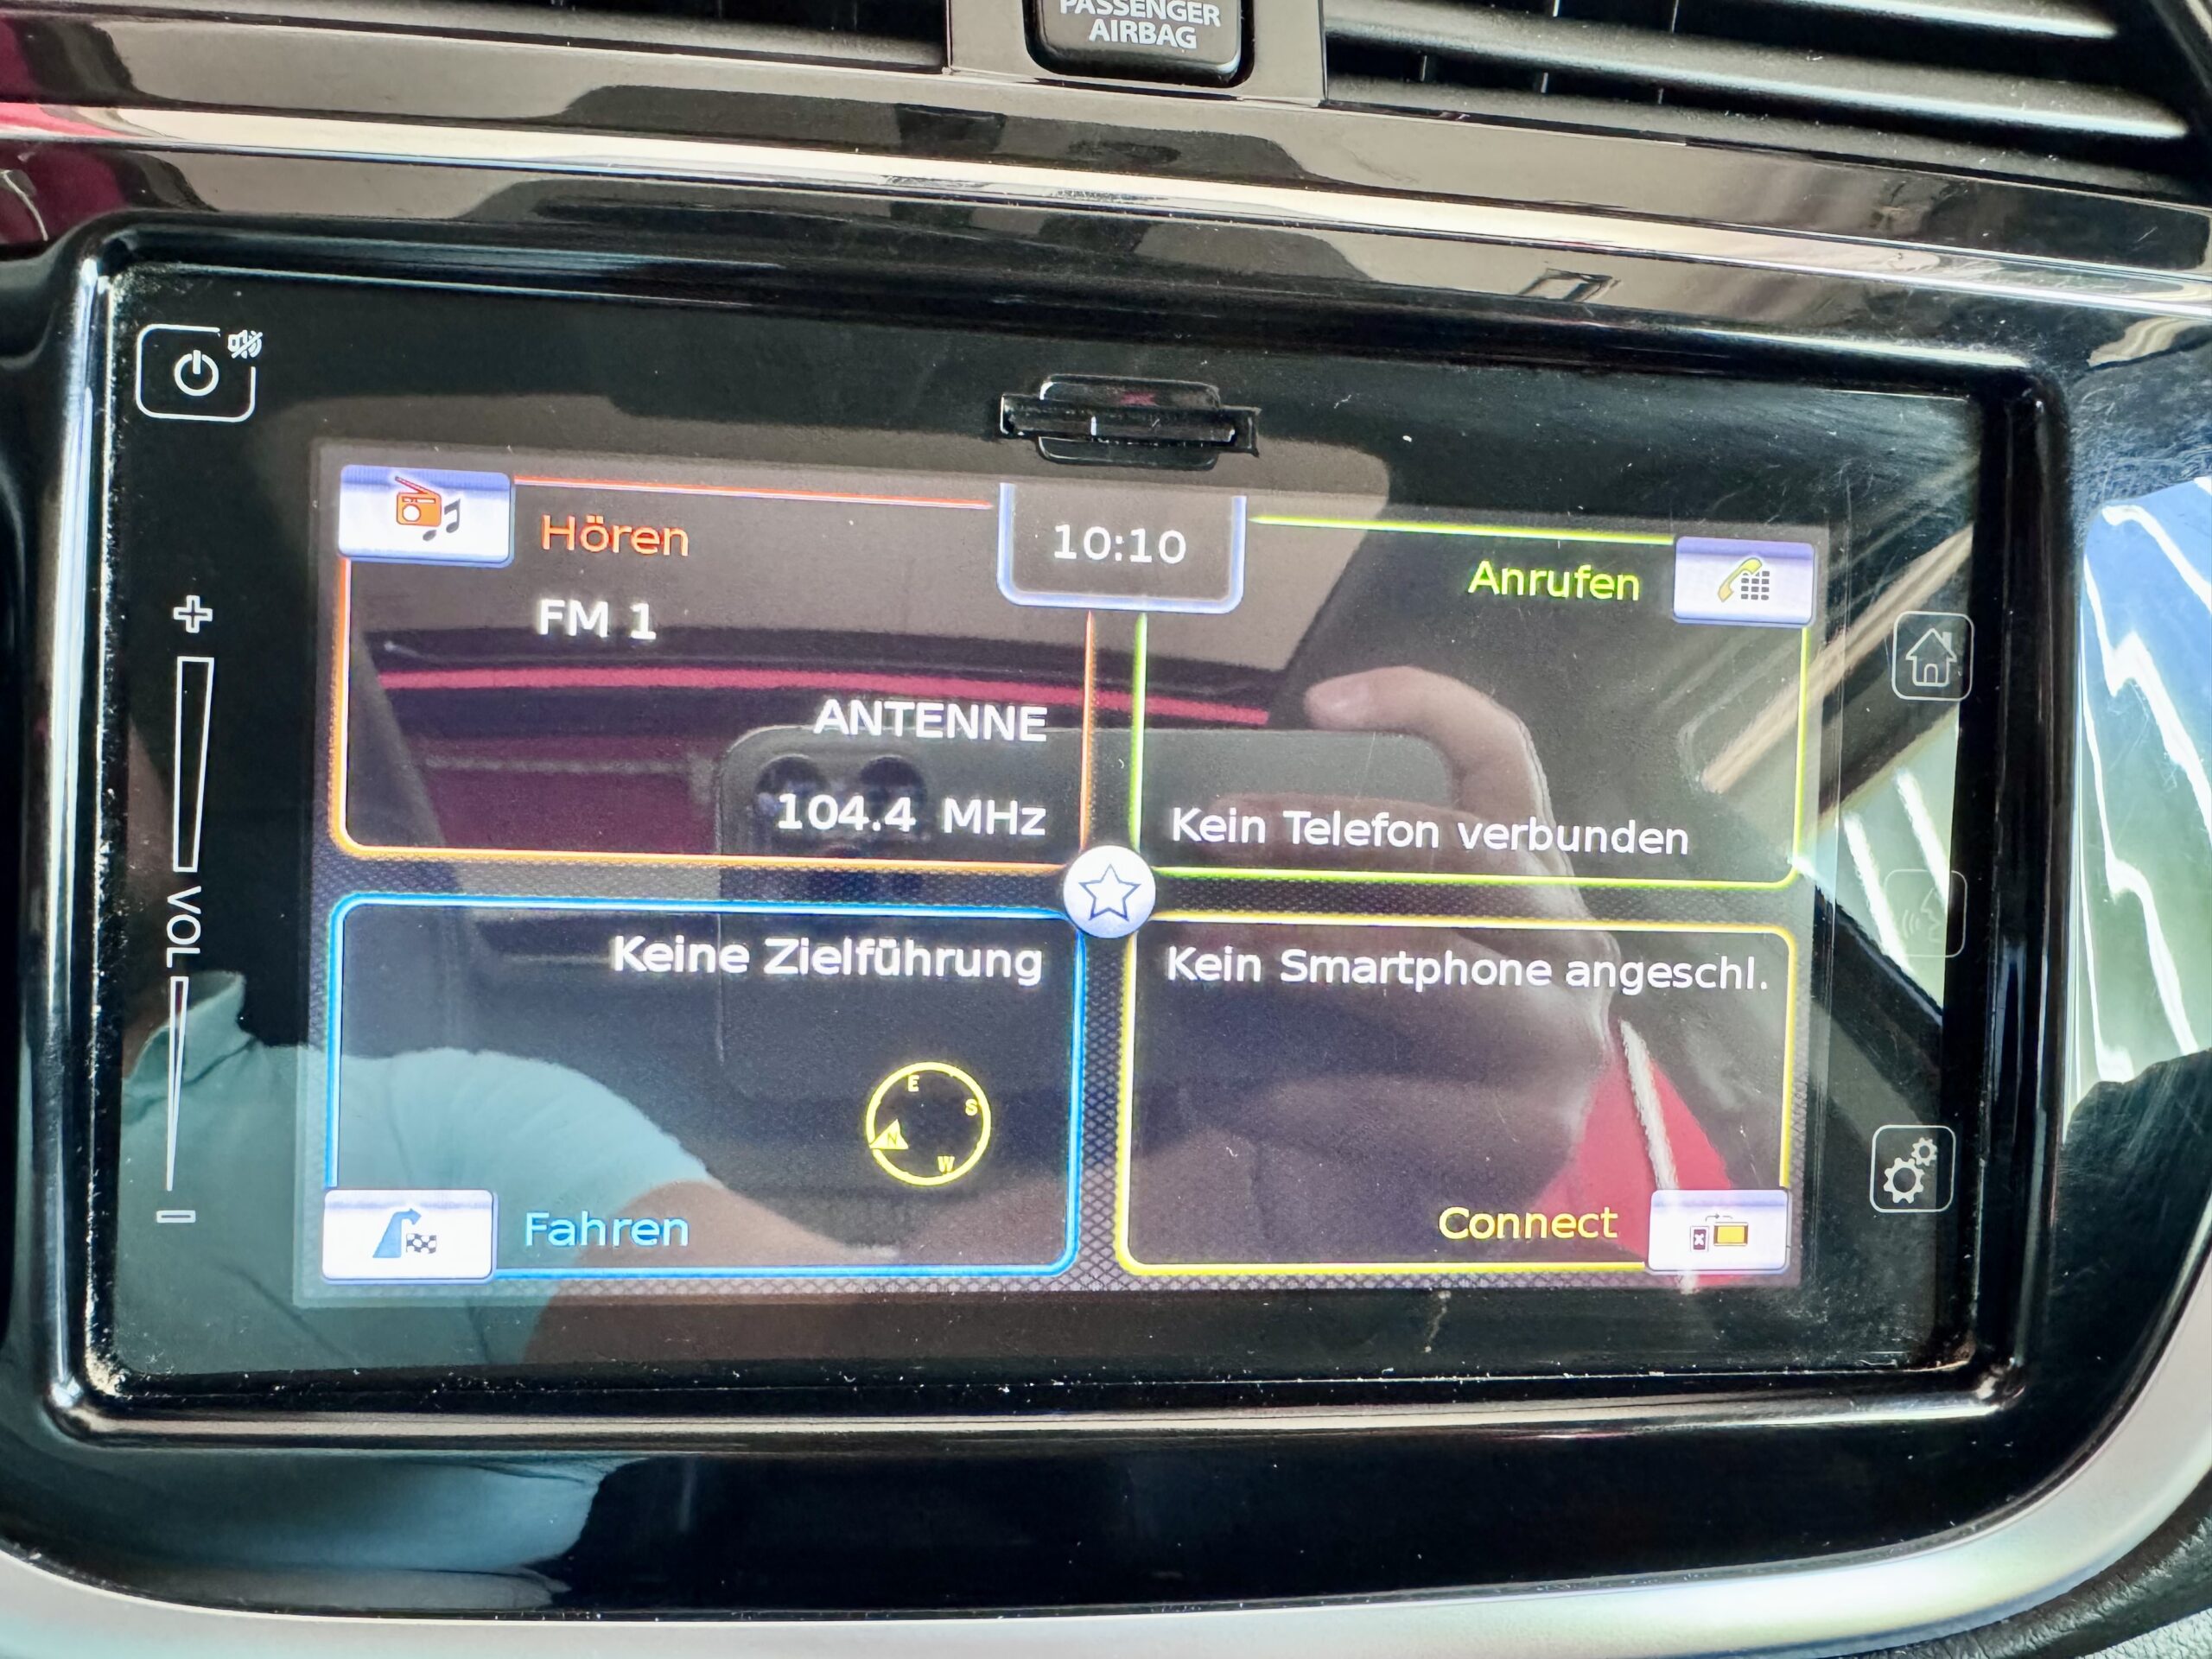 PASSENGER
AIRBAG
Hören
10:10
Anrufen
FM 1
ANTENNE
104.4 MHz
Kein Telefon verbunden
VOL
Keine Zielführung
Kein Smartphone angeschl.
E
S
N
W
Fahren
Connect